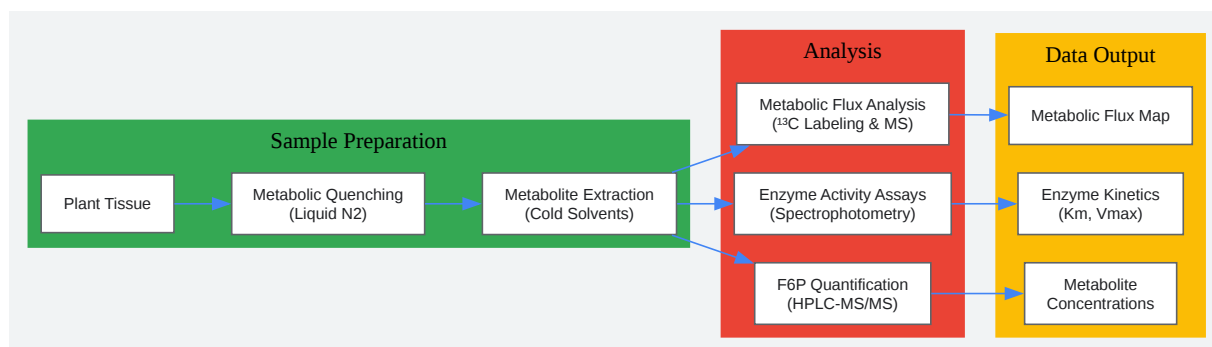 Sample Preparation
Plant Tissue
Metabolic Quenching
(Liquid N2)
Metabolite Extraction
(Cold Solvents)
Analysis
Metabolic Flux Analysis
(¹³C Labeling & MS)
Enzyme Activity Assays
(Spectrophotometry)
F6P Quantification
(HPLC-MS/MS)
Data Output
Metabolic Flux Map
Enzyme Kinetics
(Km, Vmax)
Metabolite
Concentrations